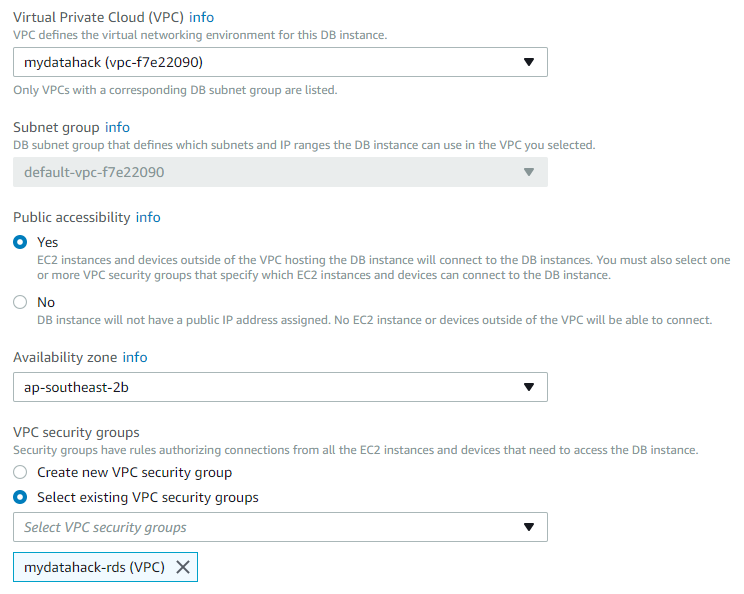 Virtual Private Cloud (VPC) info
VPC defines the virtual networking environment for this DB instance.
mydatahack (vpc-f7e22090)
Only VPCs with a corresponding DB subnet group are listed.
Subnet group info
DB subnet group that defines which subnets and IP ranges the DB instance can use in the VPC you selected.
default-vpc-f7e22090
Public accessibility info
Yes
EC2 instances and devices outside of the VPC hosting the DB instance will connect to the DB instances. You must also select one
or more VPC security groups that specify which EC2 instances and devices can connect to the DB instance.
No
DB instance will not have a public IP address assigned. No EC2 instance or devices outside of the VPC will be able to connect.
Availability zone info
ap-southeast-2b
VPC security groups
Security groups have rules authorizing connections from all the EC2 instances and devices that need to access the DB instance.
Create new VPC security group
Select existing VPC security groups
Select VPC security groups
mydatahack-rds (VPC)